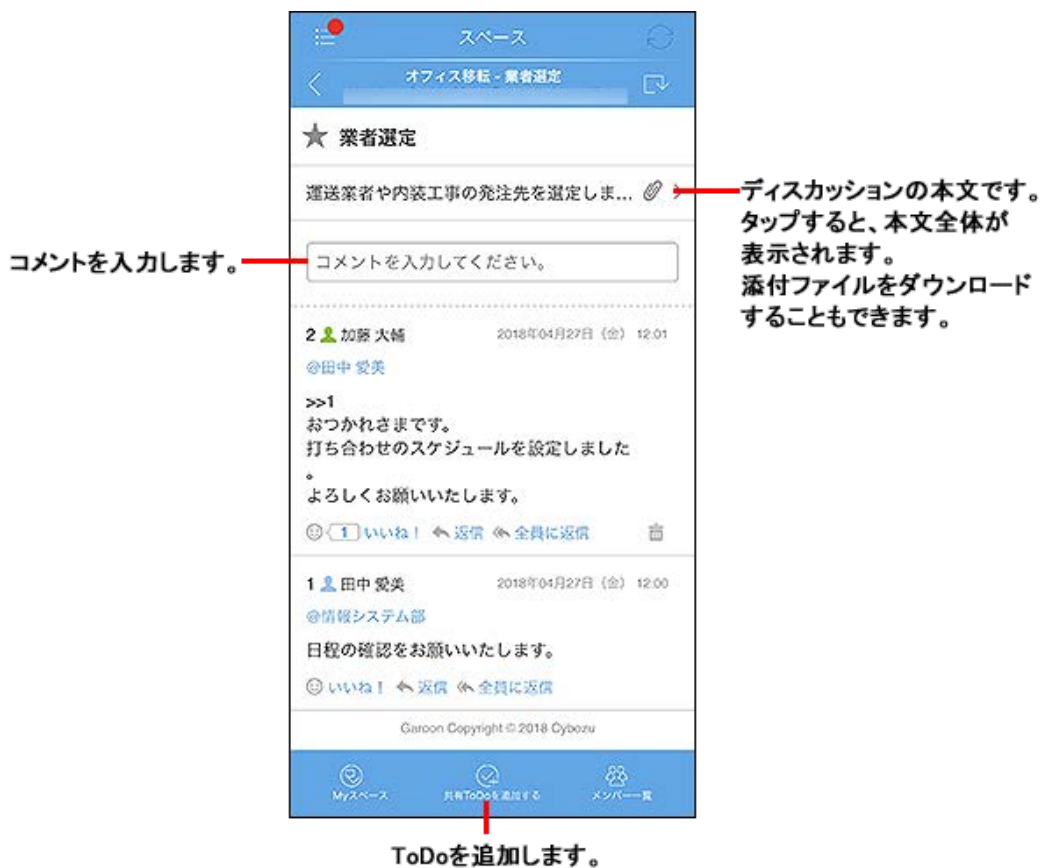 スペース
オフィス移転 - 業者選定
業者選定
運送業者や内装工事の発注先を選定しま...
ディスカッションの本文です。
タップすると、本文全体が
表示されます。
添付ファイルをダウンロード
することもできます。
コメントを入力します。
コメントを入力してください。
2 加藤 大輔 2018年04月27日（金） 12:01
@田中 愛美
>>1
おつかれさまです。
打ち合わせのスケジュールを設定しました
。
よろしくお願いいたします。
1 いいね！ 返信 全員に返信
1 田中 愛美 2018年04月27日（金） 12:00
@情報システム部
日程の確認をお願いいたします。
いいね！ 返信 全員に返信
Garoon Copyright © 2018 Cybozu
Myスペース 共有ToDoを追加する メンバー一覧
ToDoを追加します。